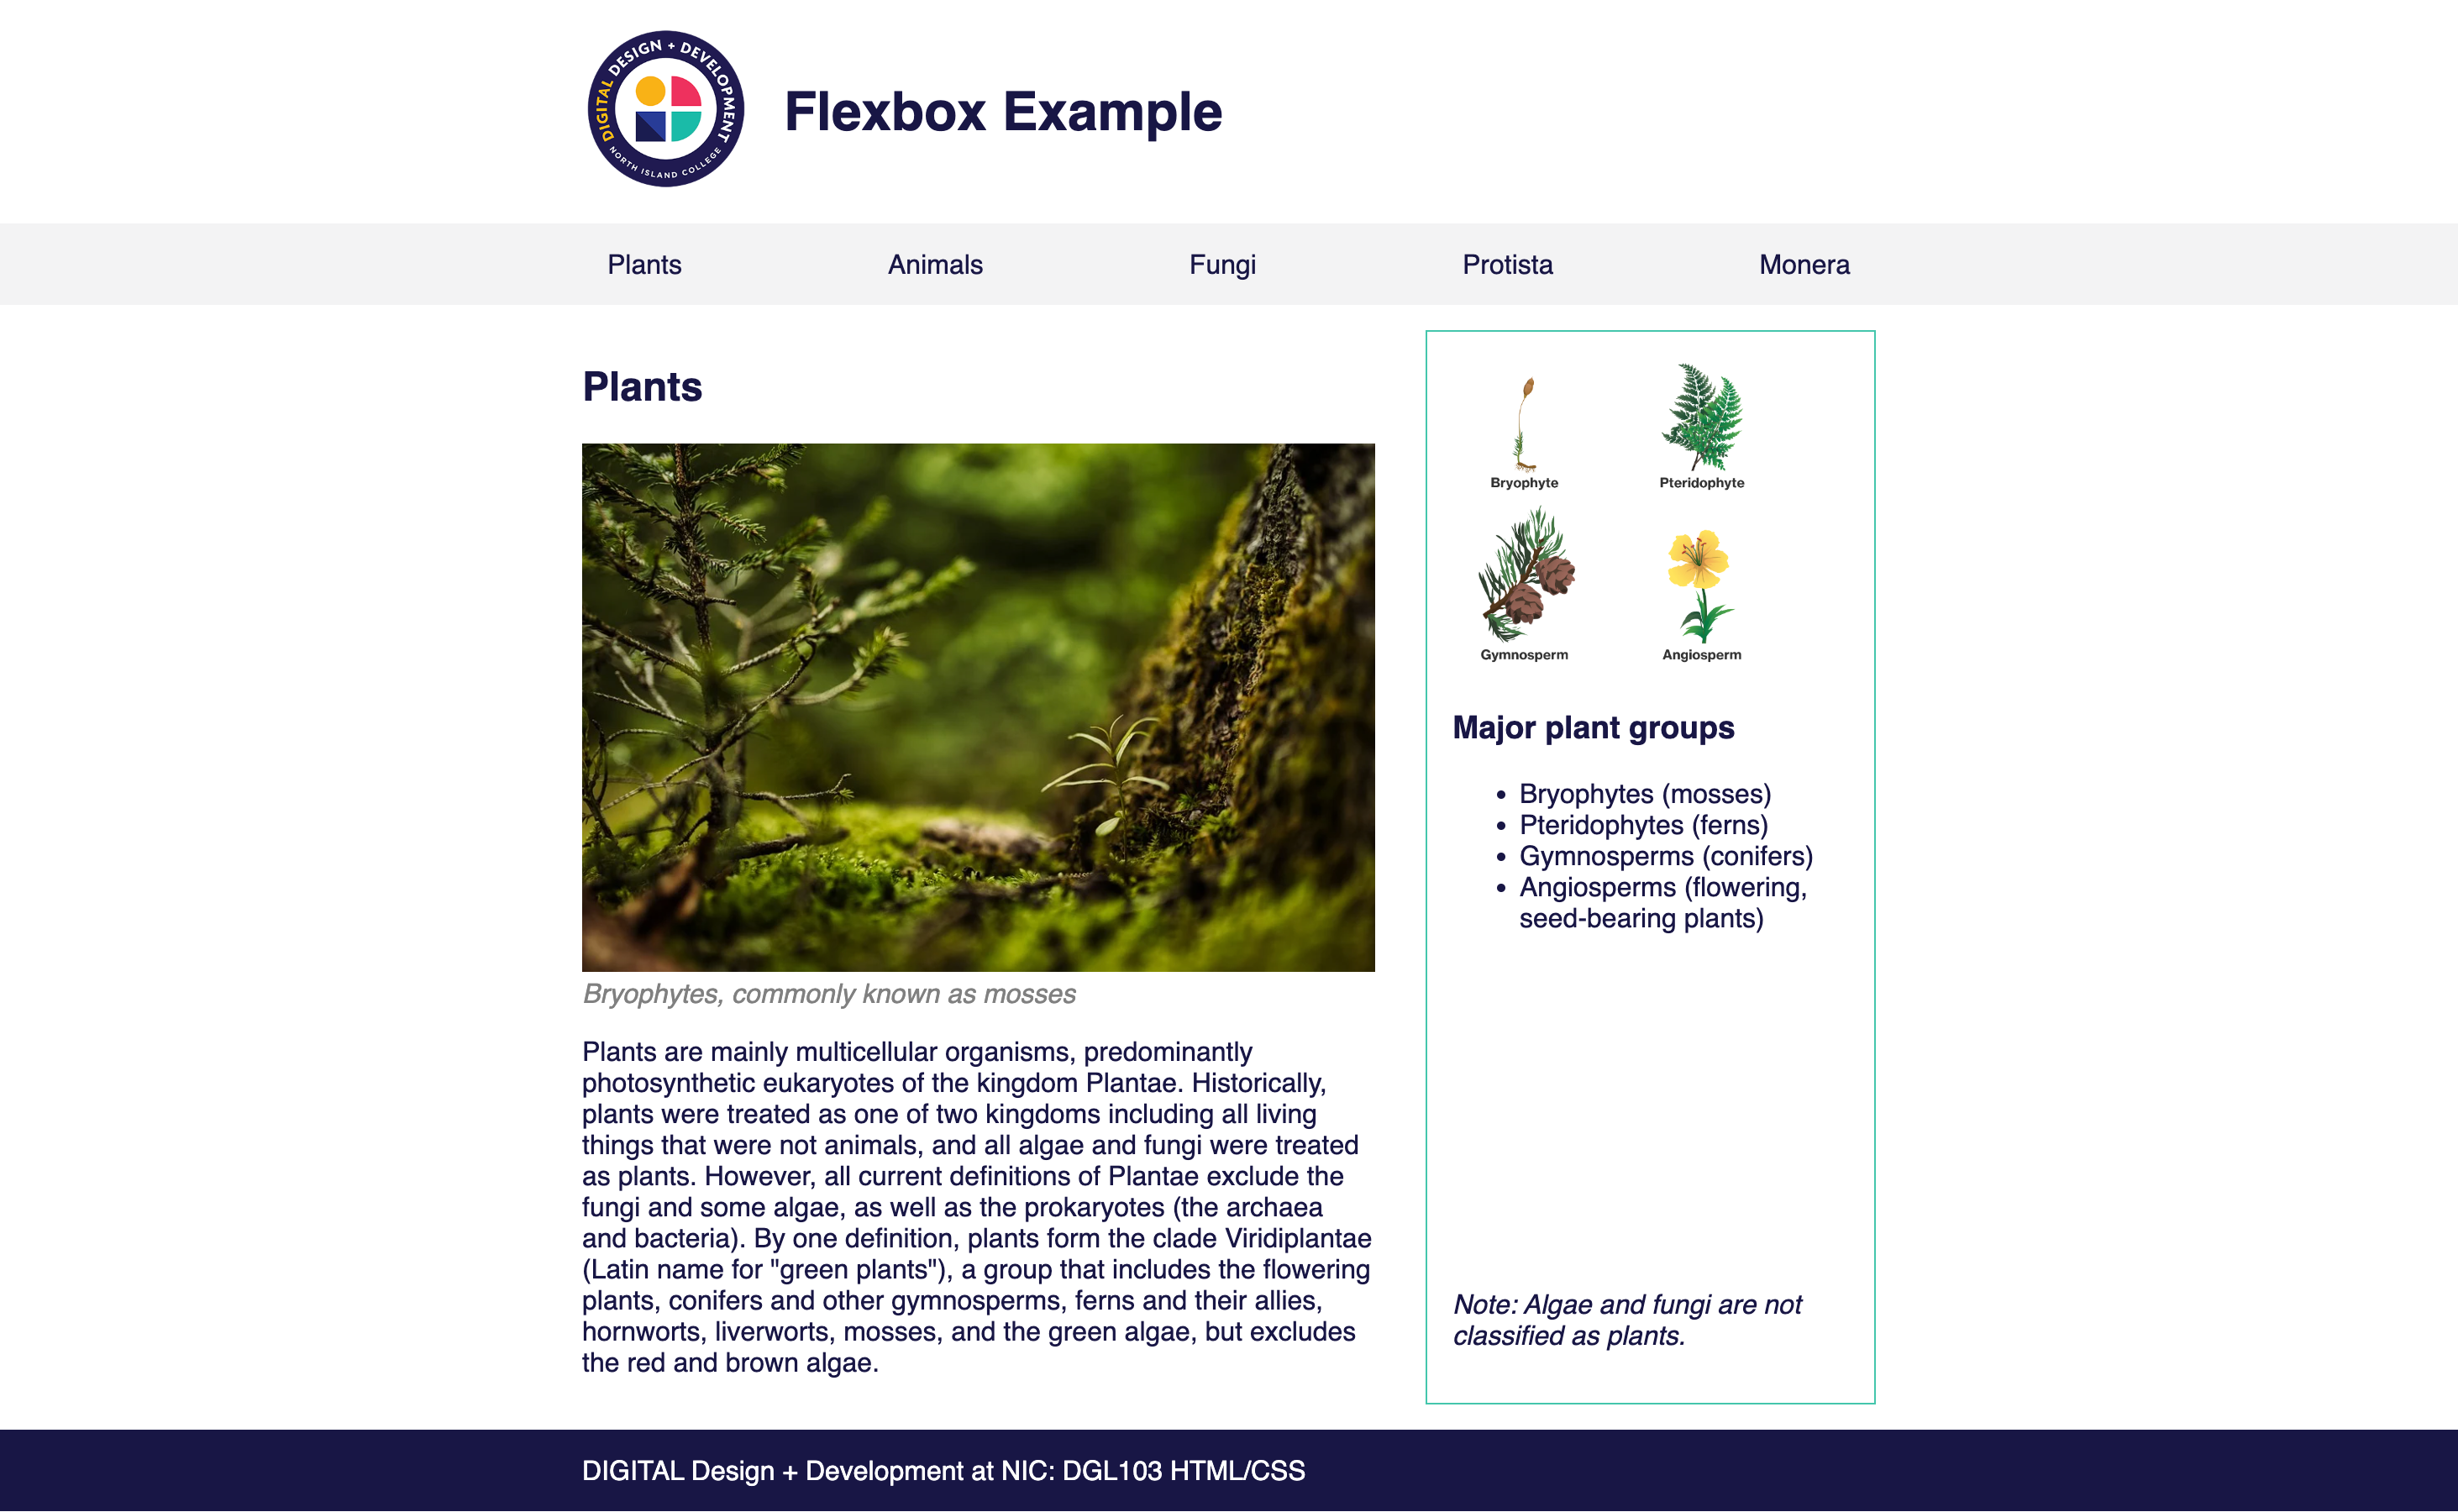 DIGITAL DESIGN + DEVELOPMENT
NORTH ISLAND COLLEGE
Flexbox Example
Plants
Animals
Fungi
Protista
Monera
Plants
Bryophytes, commonly known as mosses
Plants are mainly multicellular organisms, predominantly
photosynthetic eukaryotes of the kingdom Plantae. Historically,
plants were treated as one of two kingdoms including all living
things that were not animals, and all algae and fungi were treated
as plants. However, all current definitions of Plantae exclude the
fungi and some algae, as well as the prokaryotes (the archaea
and bacteria). By one definition, plants form the clade Viridiplantae
(Latin name for "green plants"), a group that includes the flowering
plants, conifers and other gymnosperms, ferns and their allies,
hornworts, liverworts, mosses, and the green algae, but excludes
the red and brown algae.
Bryophyte
Pteridophyte
Gymnosperm
Angiosperm
Major plant groups
• Bryophytes (mosses)
• Pteridophytes (ferns)
• Gymnosperms (conifers)
• Angiosperms (flowering,
seed-bearing plants)
Note: Algae and fungi are not
classified as plants.
DIGITAL Design + Development at NIC: DGL103 HTML/CSS